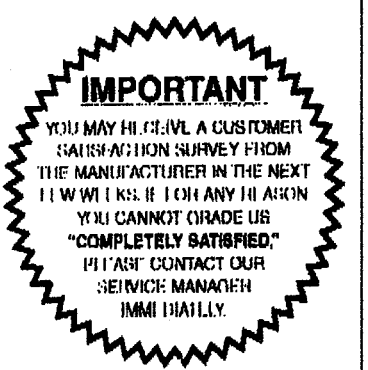 IMPORTANT
YOU MAY RECEIVE A CUSTOMER
SATISFACTION SURVEY FROM
THE MANUFACTURER IN THE NEXT
FEW WEEKS. IF FOR ANY REASON
YOU CANNOT GRADE US
"COMPLETELY SATISFIED,"
PLEASE CONTACT OUR
SERVICE MANAGER
IMMEDIATELY.